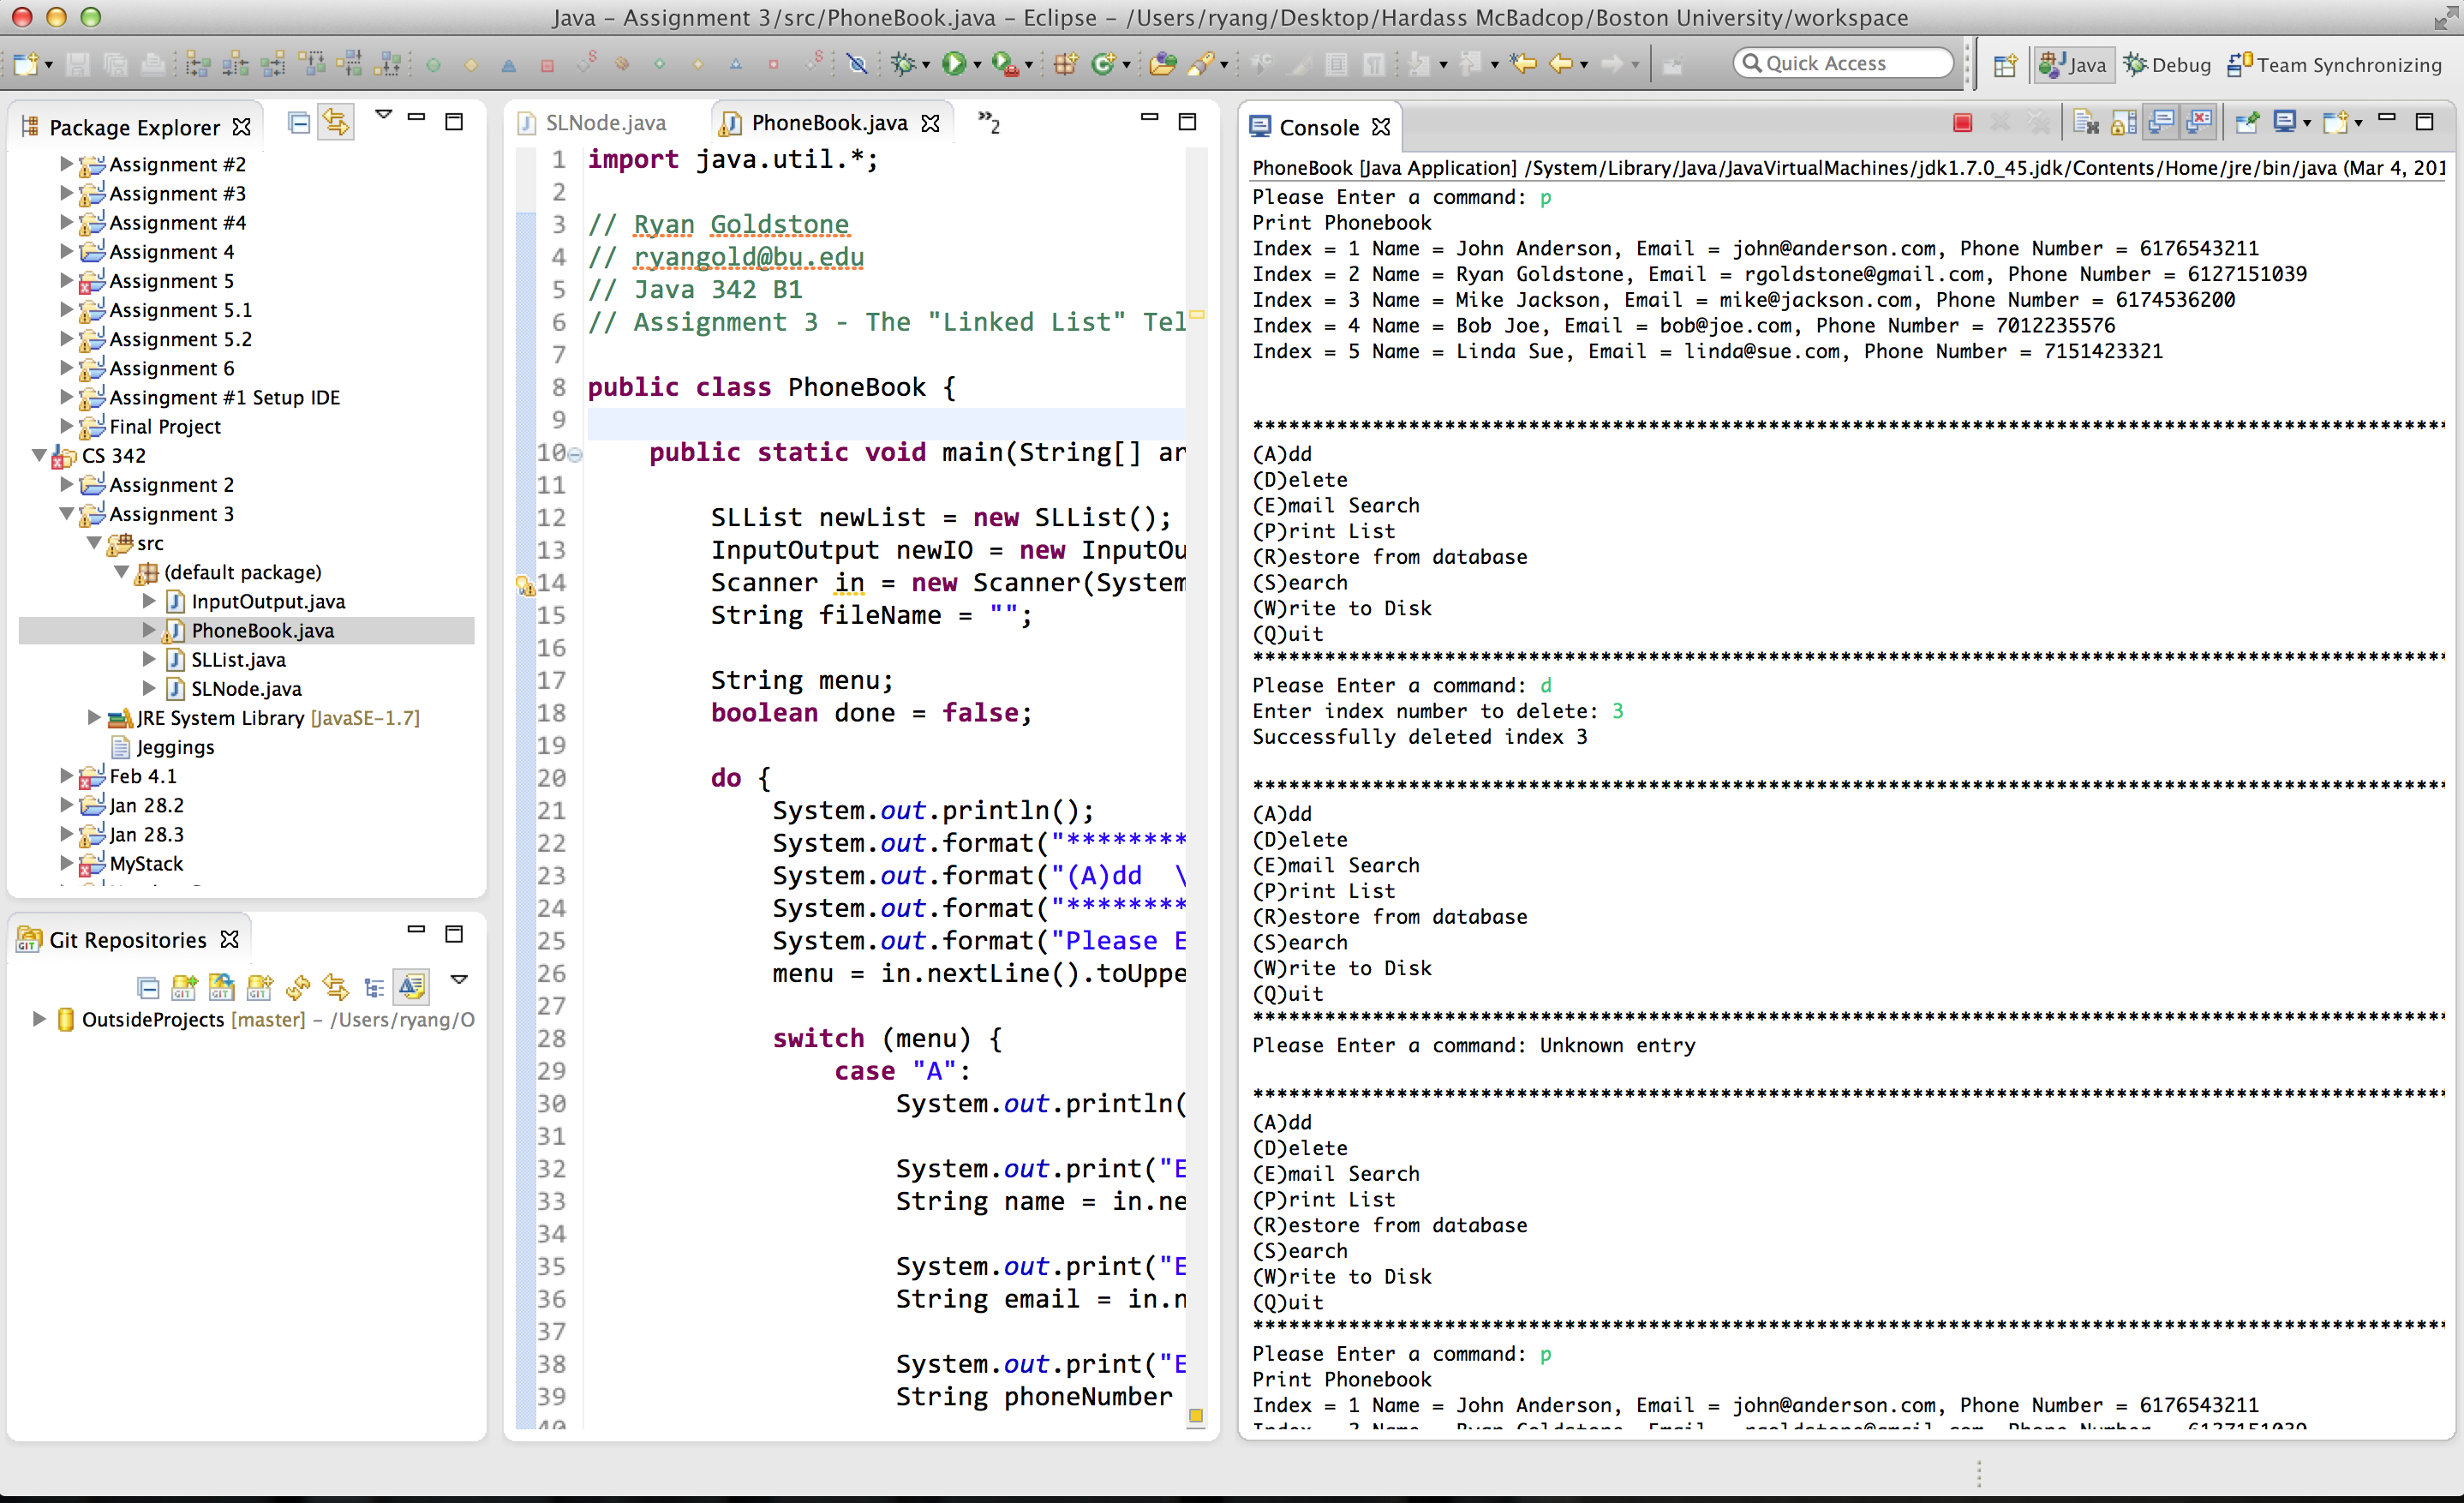 Java – Assignment 3/src/PhoneBook.java – Eclipse – /Users/ryang/Desktop/Hardass McBadcop/Boston University/workspace
Quick Access
Java
Debug
Team Synchronizing
Package Explorer
Assignment #2
Assignment #3
Assignment #4
Assignment 4
Assignment 5
Assignment 5.1
Assignment 5.2
Assignment 6
Assingment #1 Setup IDE
Final Project
CS 342
Assignment 2
Assignment 3
src
(default package)
InputOutput.java
PhoneBook.java
SLList.java
SLNode.java
JRE System Library [JavaSE-1.7]
Jeggings
Feb 4.1
Jan 28.2
Jan 28.3
MyStack
Git Repositories
OutsideProjects [master] – /Users/ryang/O
SLNode.java
PhoneBook.java
»2
1 import java.util.*;
2
3 // Ryan Goldstone
4 // ryangold@bu.edu
5 // Java 342 B1
6 // Assignment 3 - The "Linked List" Tel
7
8 public class PhoneBook {
9
10 public static void main(String[] ar
11
12 SLList newList = new SLList();
13 InputOutput newIO = new InputOu
14 Scanner in = new Scanner(System
15 String fileName = "";
16
17 String menu;
18 boolean done = false;
19
20 do {
21 System.out.println();
22 System.out.format("********
23 System.out.format("(A)dd \
24 System.out.format("********
25 System.out.format("Please E
26 menu = in.nextLine().toUppe
27
28 switch (menu) {
29 case "A":
30 System.out.println(
31
32 System.out.print("E
33 String name = in.ne
34
35 System.out.print("E
36 String email = in.n
37
38 System.out.print("E
39 String phoneNumber
40
Console
PhoneBook [Java Application] /System/Library/Java/JavaVirtualMachines/jdk1.7.0_45.jdk/Contents/Home/jre/bin/java (Mar 4, 201
Please Enter a command: p
Print Phonebook
Index = 1 Name = John Anderson, Email = john@anderson.com, Phone Number = 6176543211
Index = 2 Name = Ryan Goldstone, Email = rgoldstone@gmail.com, Phone Number = 6127151039
Index = 3 Name = Mike Jackson, Email = mike@jackson.com, Phone Number = 6174536200
Index = 4 Name = Bob Joe, Email = bob@joe.com, Phone Number = 7012235576
Index = 5 Name = Linda Sue, Email = linda@sue.com, Phone Number = 7151423321
****************************************************************************************************
(A)dd
(D)elete
(E)mail Search
(P)rint List
(R)estore from database
(S)earch
(W)rite to Disk
(Q)uit
****************************************************************************************************
Please Enter a command: d
Enter index number to delete: 3
Successfully deleted index 3
****************************************************************************************************
(A)dd
(D)elete
(E)mail Search
(P)rint List
(R)estore from database
(S)earch
(W)rite to Disk
(Q)uit
****************************************************************************************************
Please Enter a command: Unknown entry
****************************************************************************************************
(A)dd
(D)elete
(E)mail Search
(P)rint List
(R)estore from database
(S)earch
(W)rite to Disk
(Q)uit
****************************************************************************************************
Please Enter a command: p
Print Phonebook
Index = 1 Name = John Anderson, Email = john@anderson.com, Phone Number = 6176543211
Index = 2 Name = Ryan Goldstone, Email = rgoldstone@gmail.com, Phone Number = 6127151039